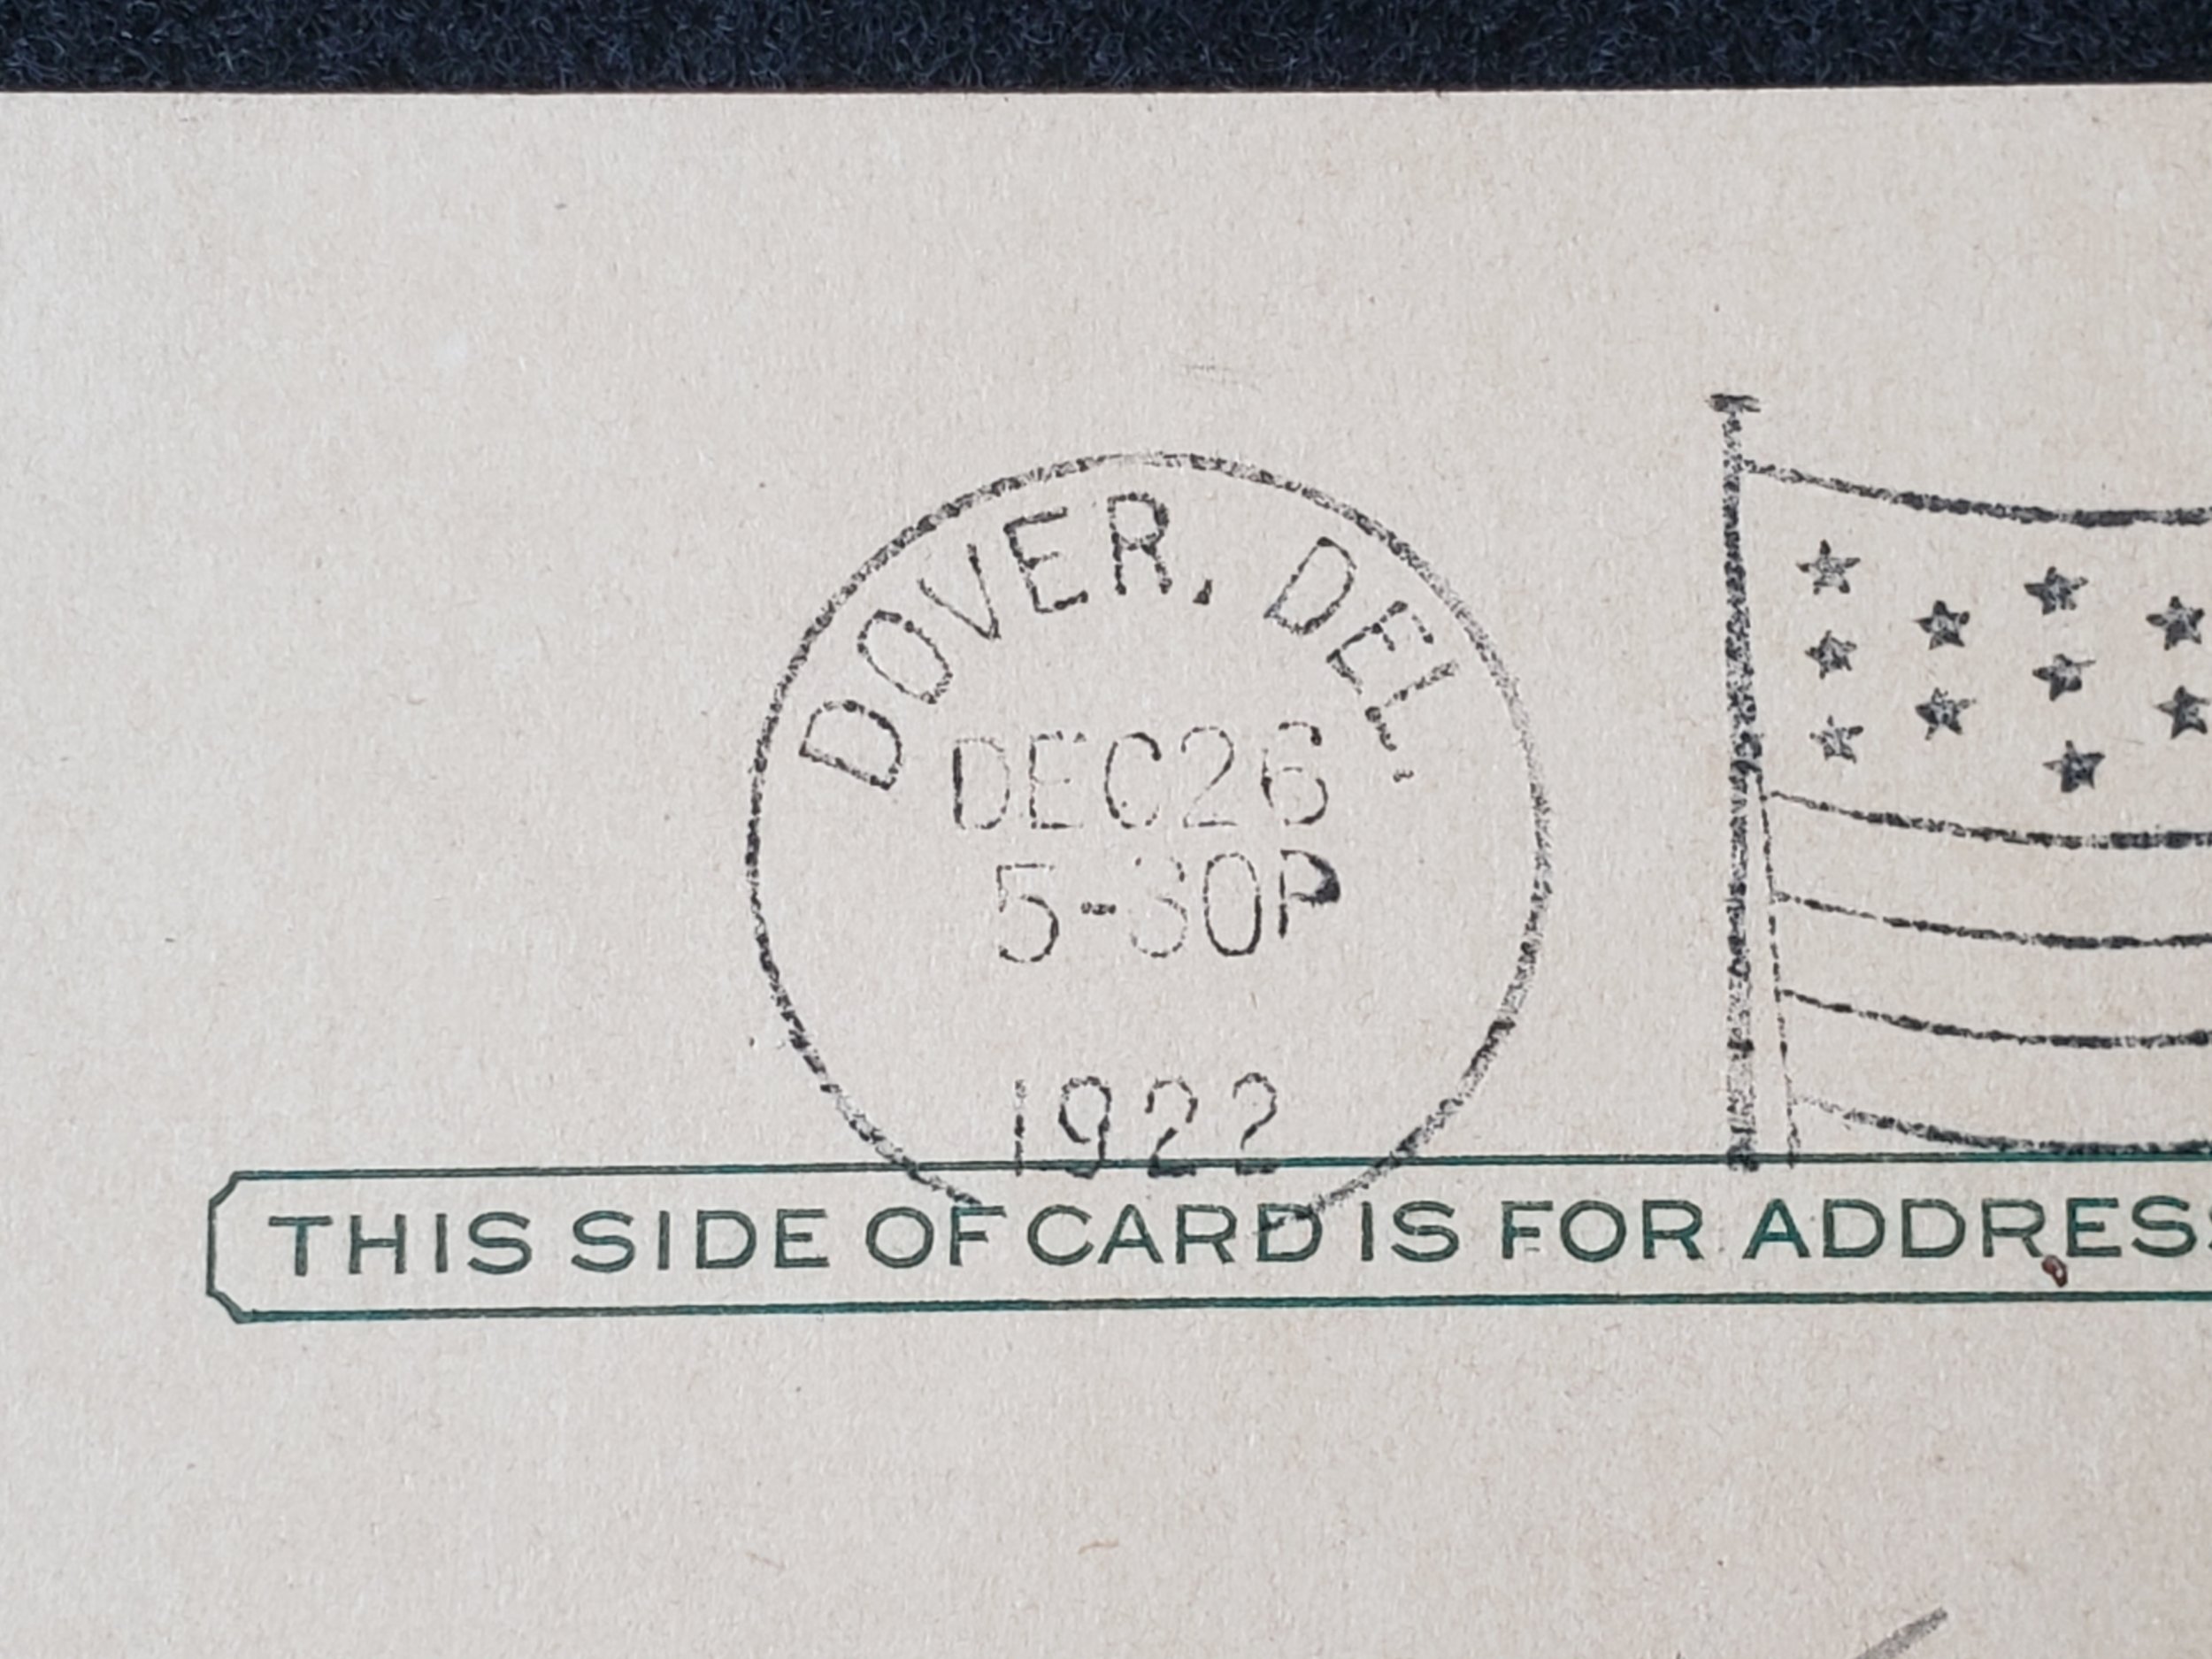 DOVER, DEL.
DEC 26
5-30P
1922
THIS SIDE OF CARD IS FOR ADDRESS